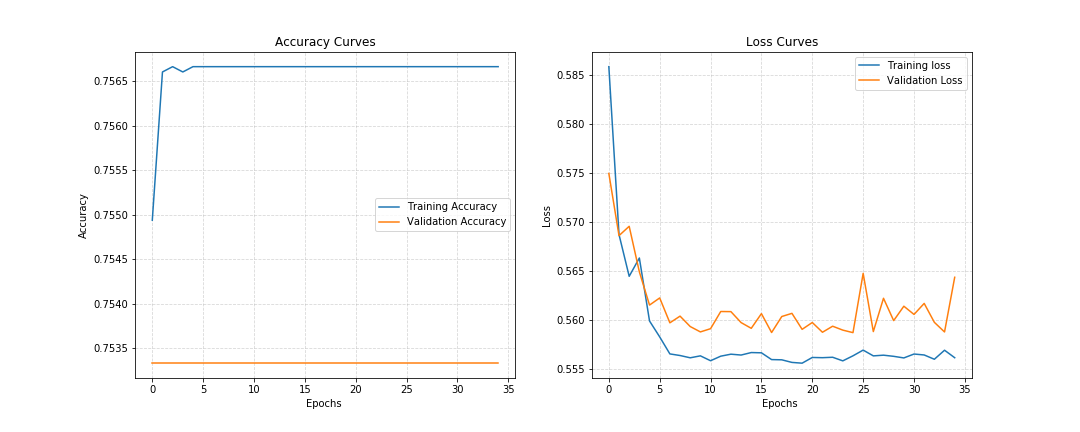 Accuracy Curves
Accuracy
0.7565
0.7560
0.7555
0.7550
0.7545
0.7540
0.7535
Training Accuracy
Validation Accuracy
0 5 10 15 20 25 30 35
Epochs
Loss Curves
Loss
0.585
0.580
0.575
0.570
0.565
0.560
0.555
Training loss
Validation Loss
0 5 10 15 20 25 30 35
Epochs